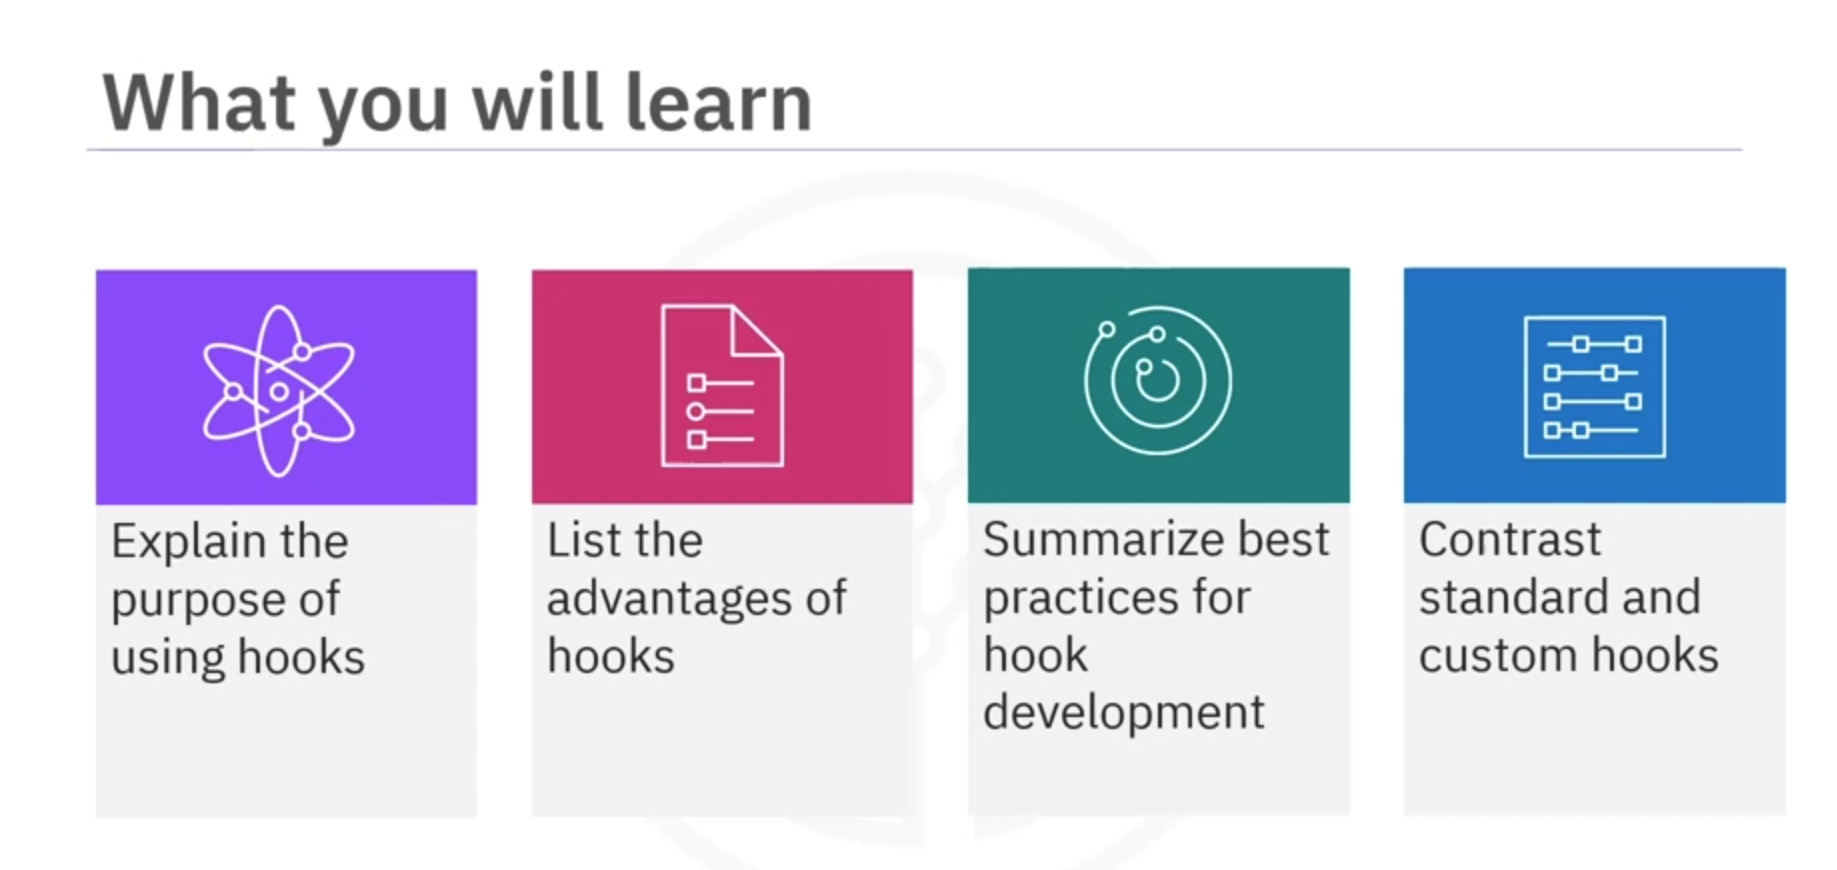 What you will learn
Explain the
purpose of
using hooks
List the
advantages of
hooks
Summarize best
practices for
hook
development
Contrast
standard and
custom hooks